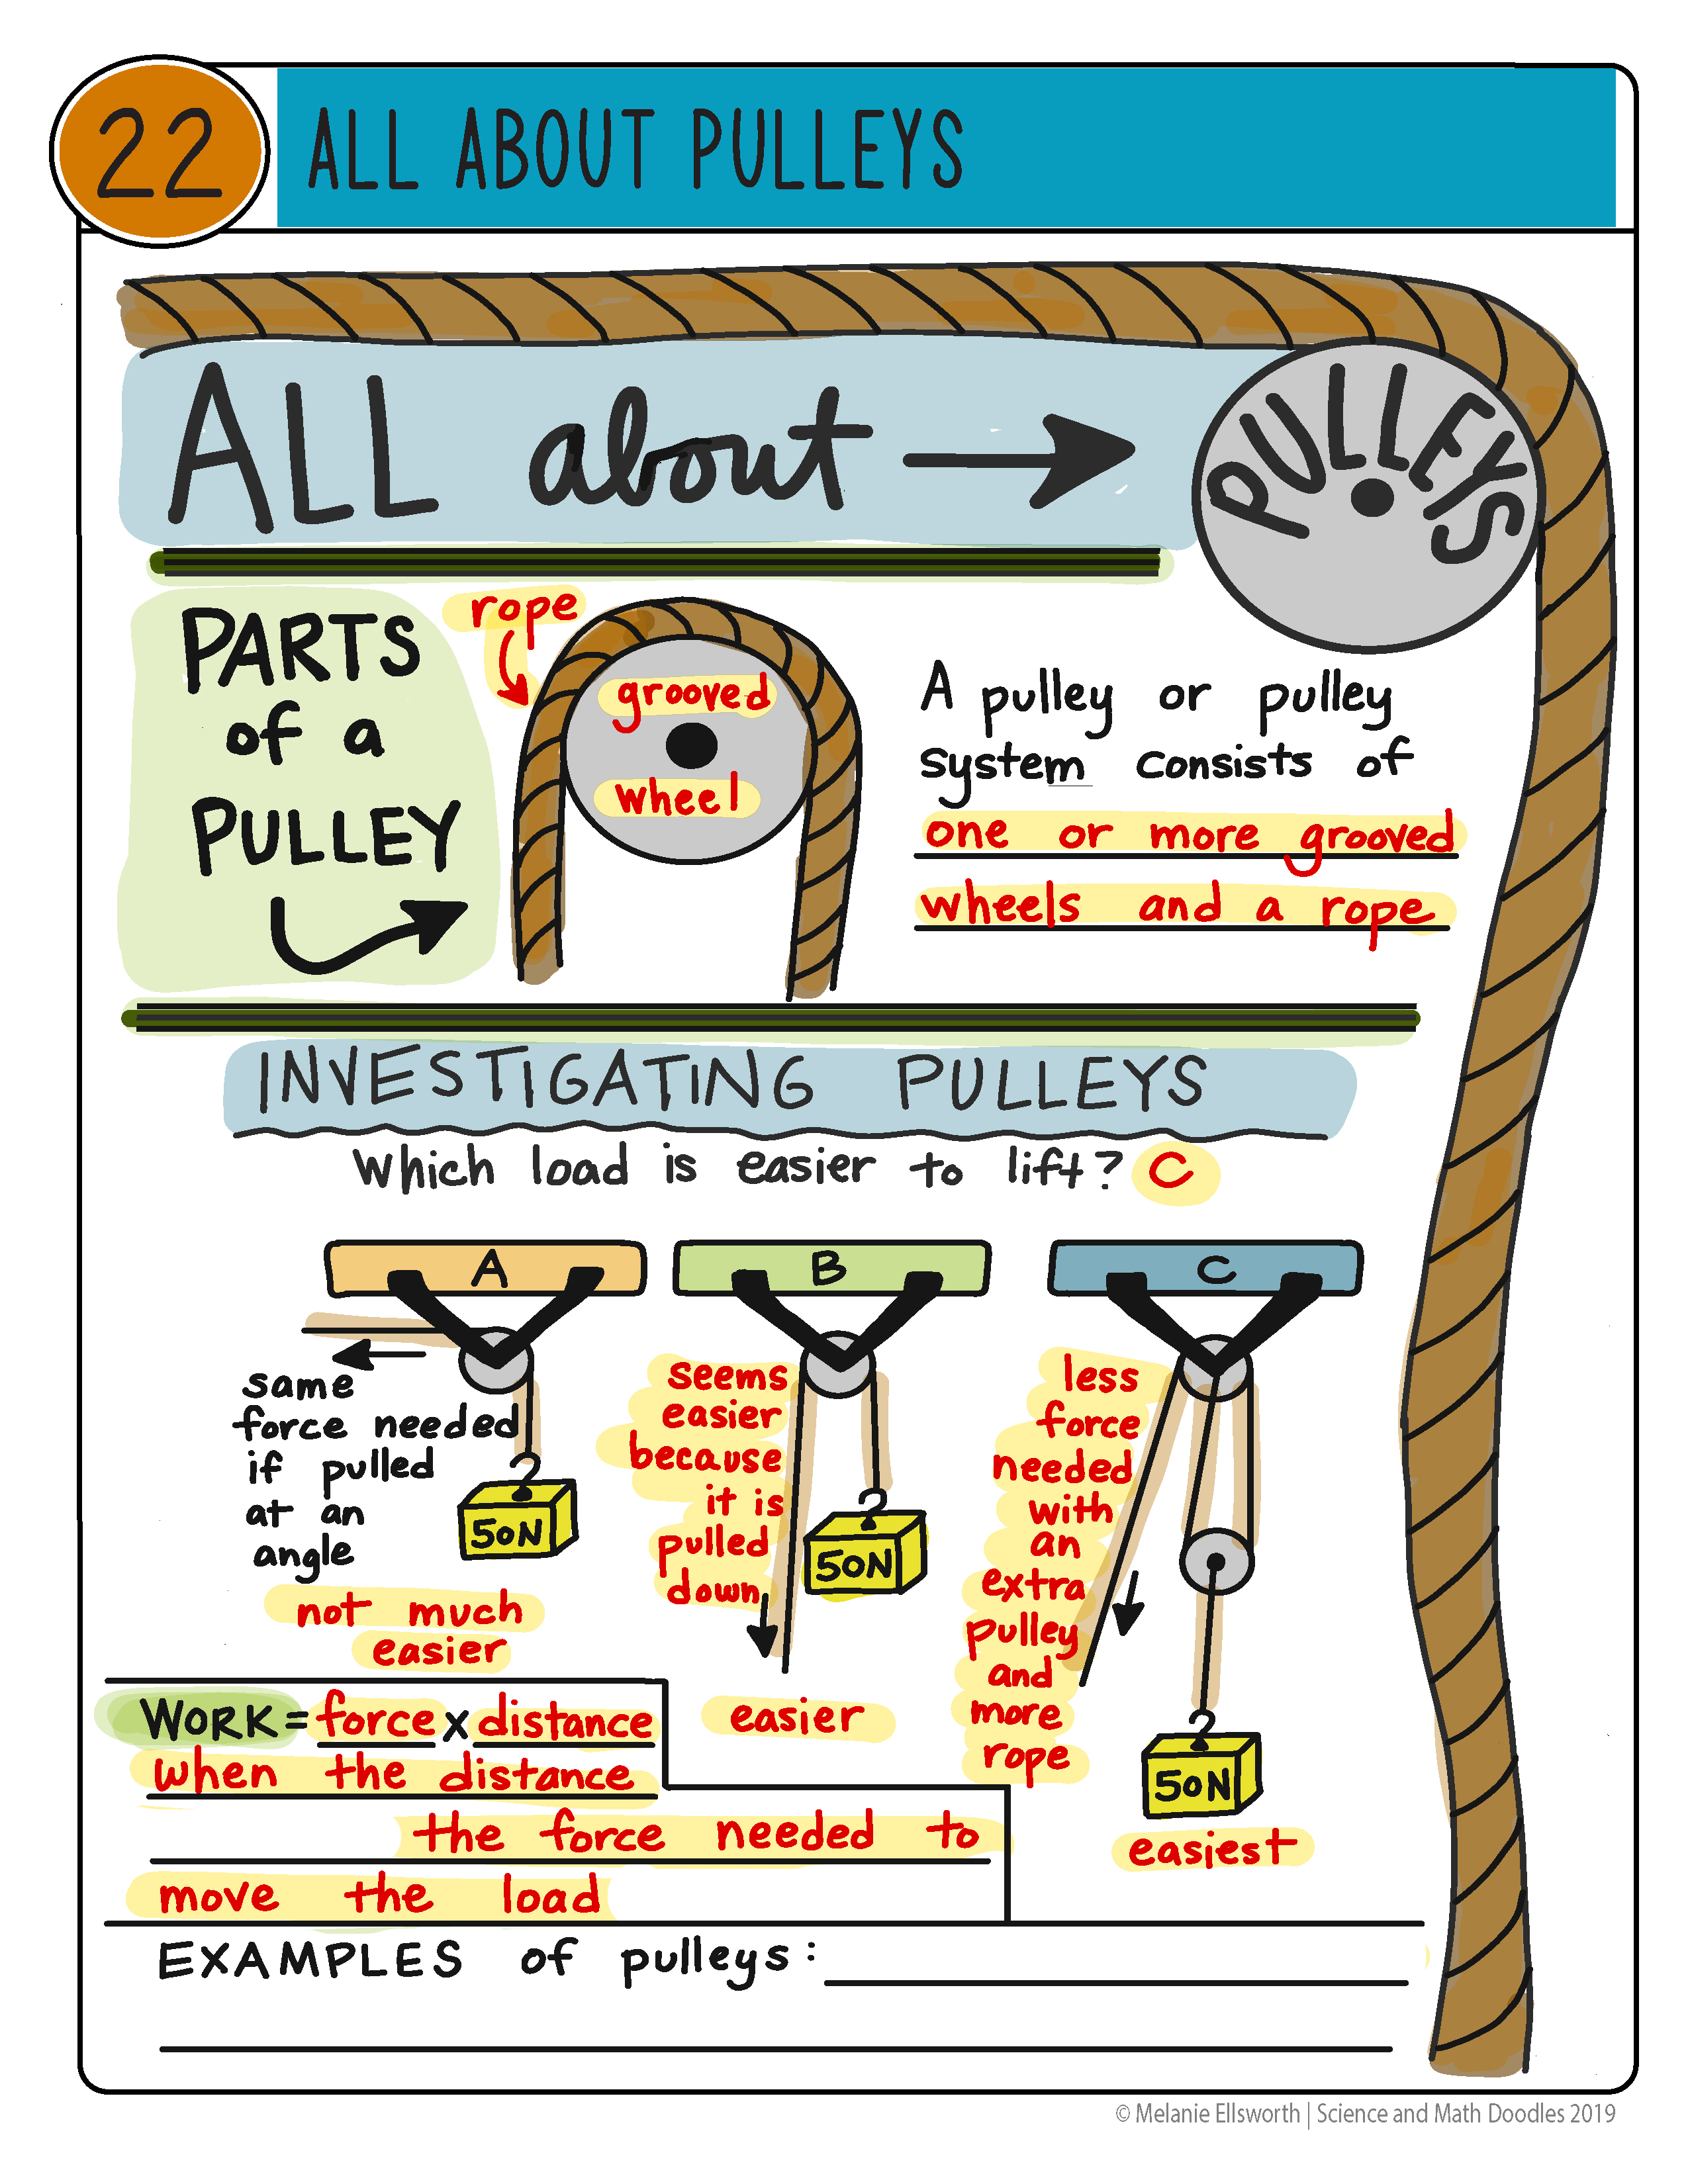 22
ALL ABOUT PULLEYS
ALL about
PULLEYS
PARTS
of a
PULLEY
rope
grooved
wheel
A pulley or pulley
system consists of
one or more grooved
wheels and a rope
INVESTIGATING PULLEYS
Which load is easier to lift? C
A
same
force needed
if pulled
at an
angle
50N
not much
easier
B
seems
easier
because
it is
pulled
down
50N
easier
C
less
force
needed
with
an
extra
pulley
and
more
rope
50N
easiest
WORK = force x distance
when the distance
the force needed to
move the load
EXAMPLES of pulleys:
© Melanie Ellsworth | Science and Math Doodles 2019